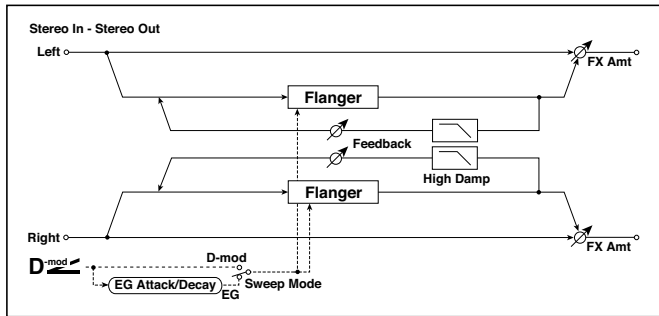 Stereo In - Stereo Out
Left
FX Amt
Flanger
Feedback
High Damp
Flanger
Right
FX Amt
D-mod
D-mod
EG Attack/Decay
EG
Sweep Mode